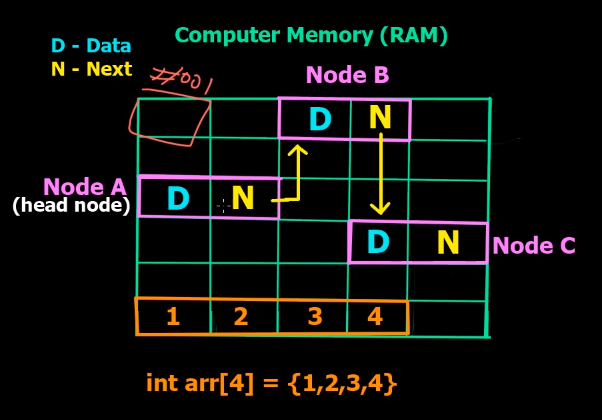 Computer Memory (RAM)
D - Data
N - Next
#001
Node B
D N
Node A
(head node)
D N
D N
Node C
1 2 3 4
int arr[4] = {1,2,3,4}